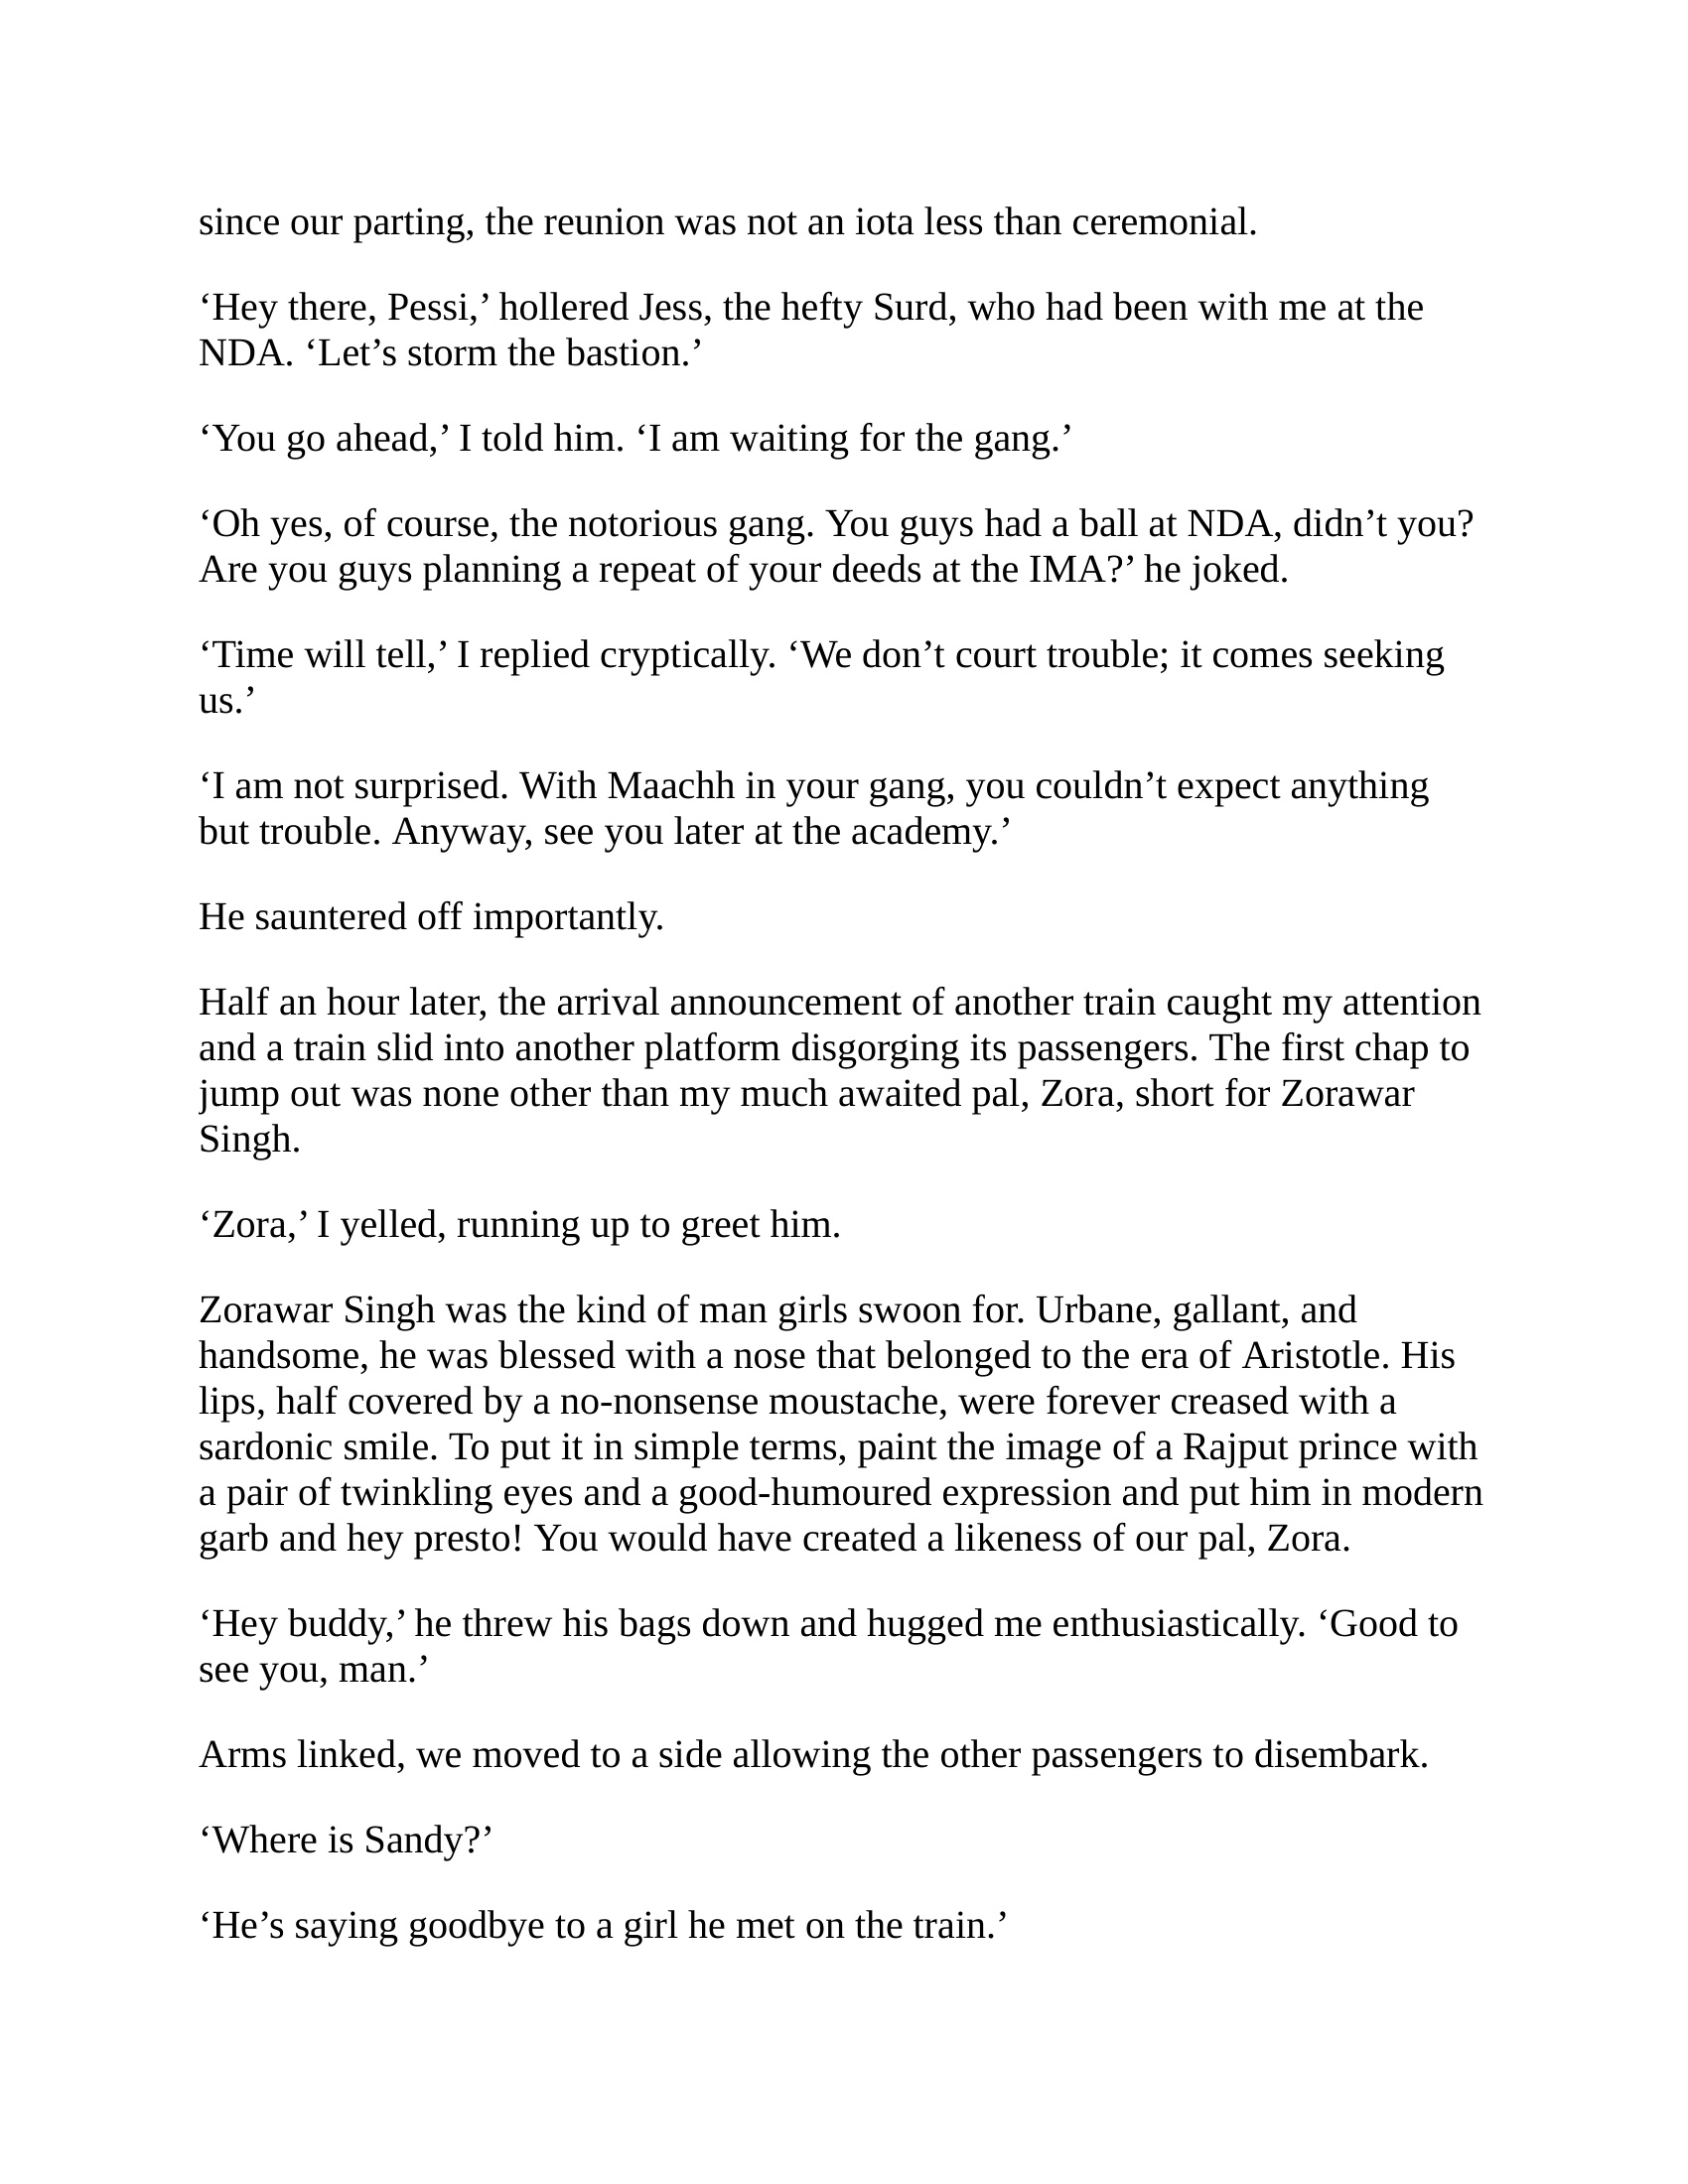 since our parting, the reunion was not an iota less than ceremonial.
‘Hey there, Pessi,’ hollered Jess, the hefty Surd, who had been with me at the
NDA. ‘Let’s storm the bastion.’
‘You go ahead,’ I told him. ‘I am waiting for the gang.’
‘Oh yes, of course, the notorious gang. You guys had a ball at NDA, didn’t you?
Are you guys planning a repeat of your deeds at the IMA?’ he joked.
‘Time will tell,’ I replied cryptically. ‘We don’t court trouble; it comes seeking
us.’
‘I am not surprised. With Maachh in your gang, you couldn’t expect anything
but trouble. Anyway, see you later at the academy.’
He sauntered off importantly.
Half an hour later, the arrival announcement of another train caught my attention
and a train slid into another platform disgorging its passengers. The first chap to
jump out was none other than my much awaited pal, Zora, short for Zorawar
Singh.
‘Zora,’ I yelled, running up to greet him.
Zorawar Singh was the kind of man girls swoon for. Urbane, gallant, and
handsome, he was blessed with a nose that belonged to the era of Aristotle. His
lips, half covered by a no-nonsense moustache, were forever creased with a
sardonic smile. To put it in simple terms, paint the image of a Rajput prince with
a pair of twinkling eyes and a good-humoured expression and put him in modern
garb and hey presto! You would have created a likeness of our pal, Zora.
‘Hey buddy,’ he threw his bags down and hugged me enthusiastically. ‘Good to
see you, man.’
Arms linked, we moved to a side allowing the other passengers to disembark.
‘Where is Sandy?’
‘He’s saying goodbye to a girl he met on the train.’